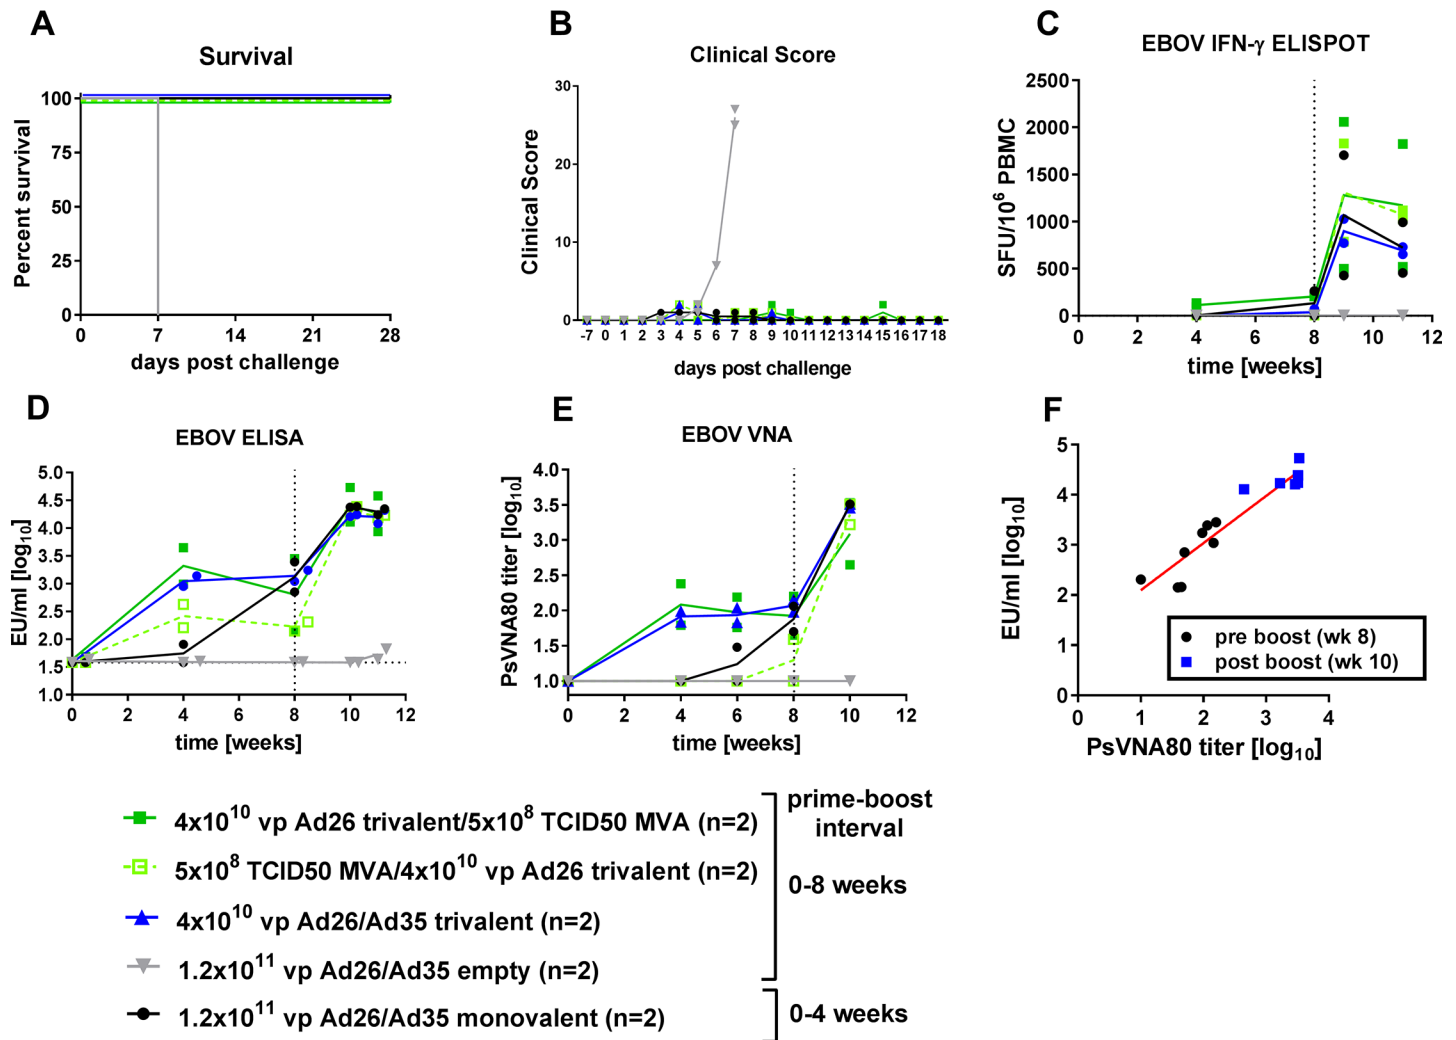 A
Survival
Percent survival
100
75
50
25
0
0 7 14 21 28
days post challenge
B
Clinical Score
Clinical Score
30
20
10
0
-7 0 1 2 3 4 5 6 7 8 9 10 11 12 13 14 15 16 17 18
days post challenge
C
EBOV IFN-γ ELISPOT
SFU/10⁶ PBMC
2500
2000
1500
1000
500
0
0 2 4 6 8 10 12
time [weeks]
D
EBOV ELISA
EU/ml [log₁₀]
5.0
4.5
4.0
3.5
3.0
2.5
2.0
1.5
1.0
0 2 4 6 8 10 12
time [weeks]
E
EBOV VNA
PsVNA80 titer [log₁₀]
4.0
3.5
3.0
2.5
2.0
1.5
1.0
0 2 4 6 8 10 12
time [weeks]
F
EU/ml [log₁₀]
5
4
3
2
1
0
0 1 2 3 4
PsVNA80 titer [log₁₀]
pre boost (wk 8)
post boost (wk 10)
4x10¹⁰ vp Ad26 trivalent/5x10⁸ TCID50 MVA (n=2)
5x10⁸ TCID50 MVA/4x10¹⁰ vp Ad26 trivalent (n=2)
4x10¹⁰ vp Ad26/Ad35 trivalent (n=2)
1.2x10¹¹ vp Ad26/Ad35 empty (n=2)
1.2x10¹¹ vp Ad26/Ad35 monovalent (n=2)
prime-boost
interval
0-8 weeks
0-4 weeks